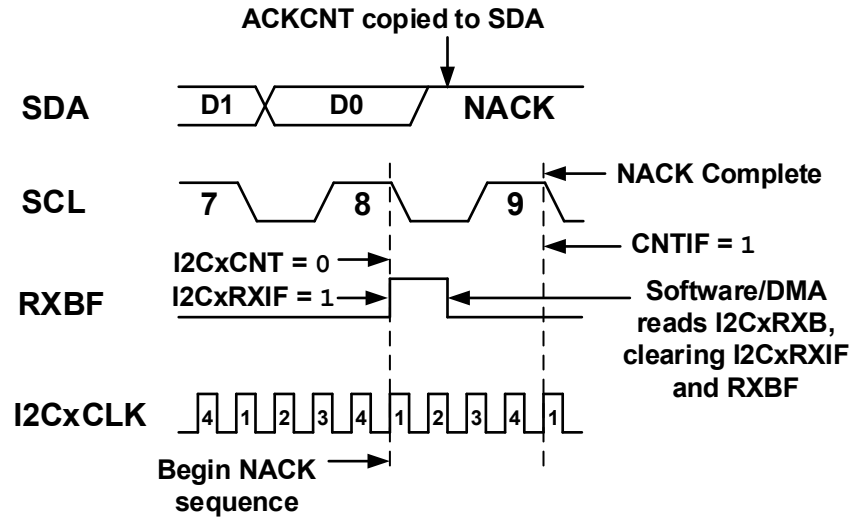 ACKCNT copied to SDA
SDA
D1
D0
NACK
NACK Complete
SCL
7
8
9
CNTIF = 1
I2CxCNT = 0
RXBF
I2CxRXIF = 1
Software/DMA
reads I2CxRXB,
clearing I2CxRXIF
and RXBF
I2CxCLK
4 1 2 3 4 1 2 3 4 1
Begin NACK
sequence